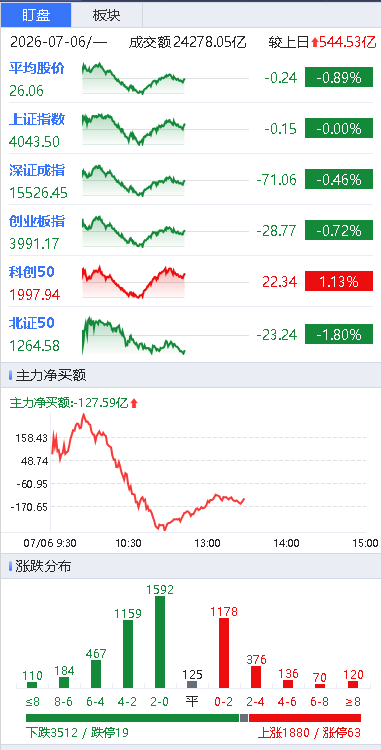 盯盘 板块
2026-07-06/— 成交额24278.05亿 较上日544.53亿
平均股价
26.06 -0.24 -0.89%
上证指数
4043.50 -0.15 -0.00%
深证成指
15526.45 -71.06 -0.46%
创业板指
3991.17 -28.77 -0.72%
科创50
1997.94 22.34 1.13%
北证50
1264.58 -23.24 -1.80%
主力净买额
主力净买额:-127.59亿
158.43
48.74
-60.95
-170.65
07/06 9:30 10:30 13:00 14:00 15:00
涨跌分布
110 184 467 1159 1592 125 1178 376 136 70 120
≤8 8-6 6-4 4-2 2-0 平 0-2 2-4 4-6 6-8 ≥8
下跌3512 / 跌停19 上涨1880 / 涨停63